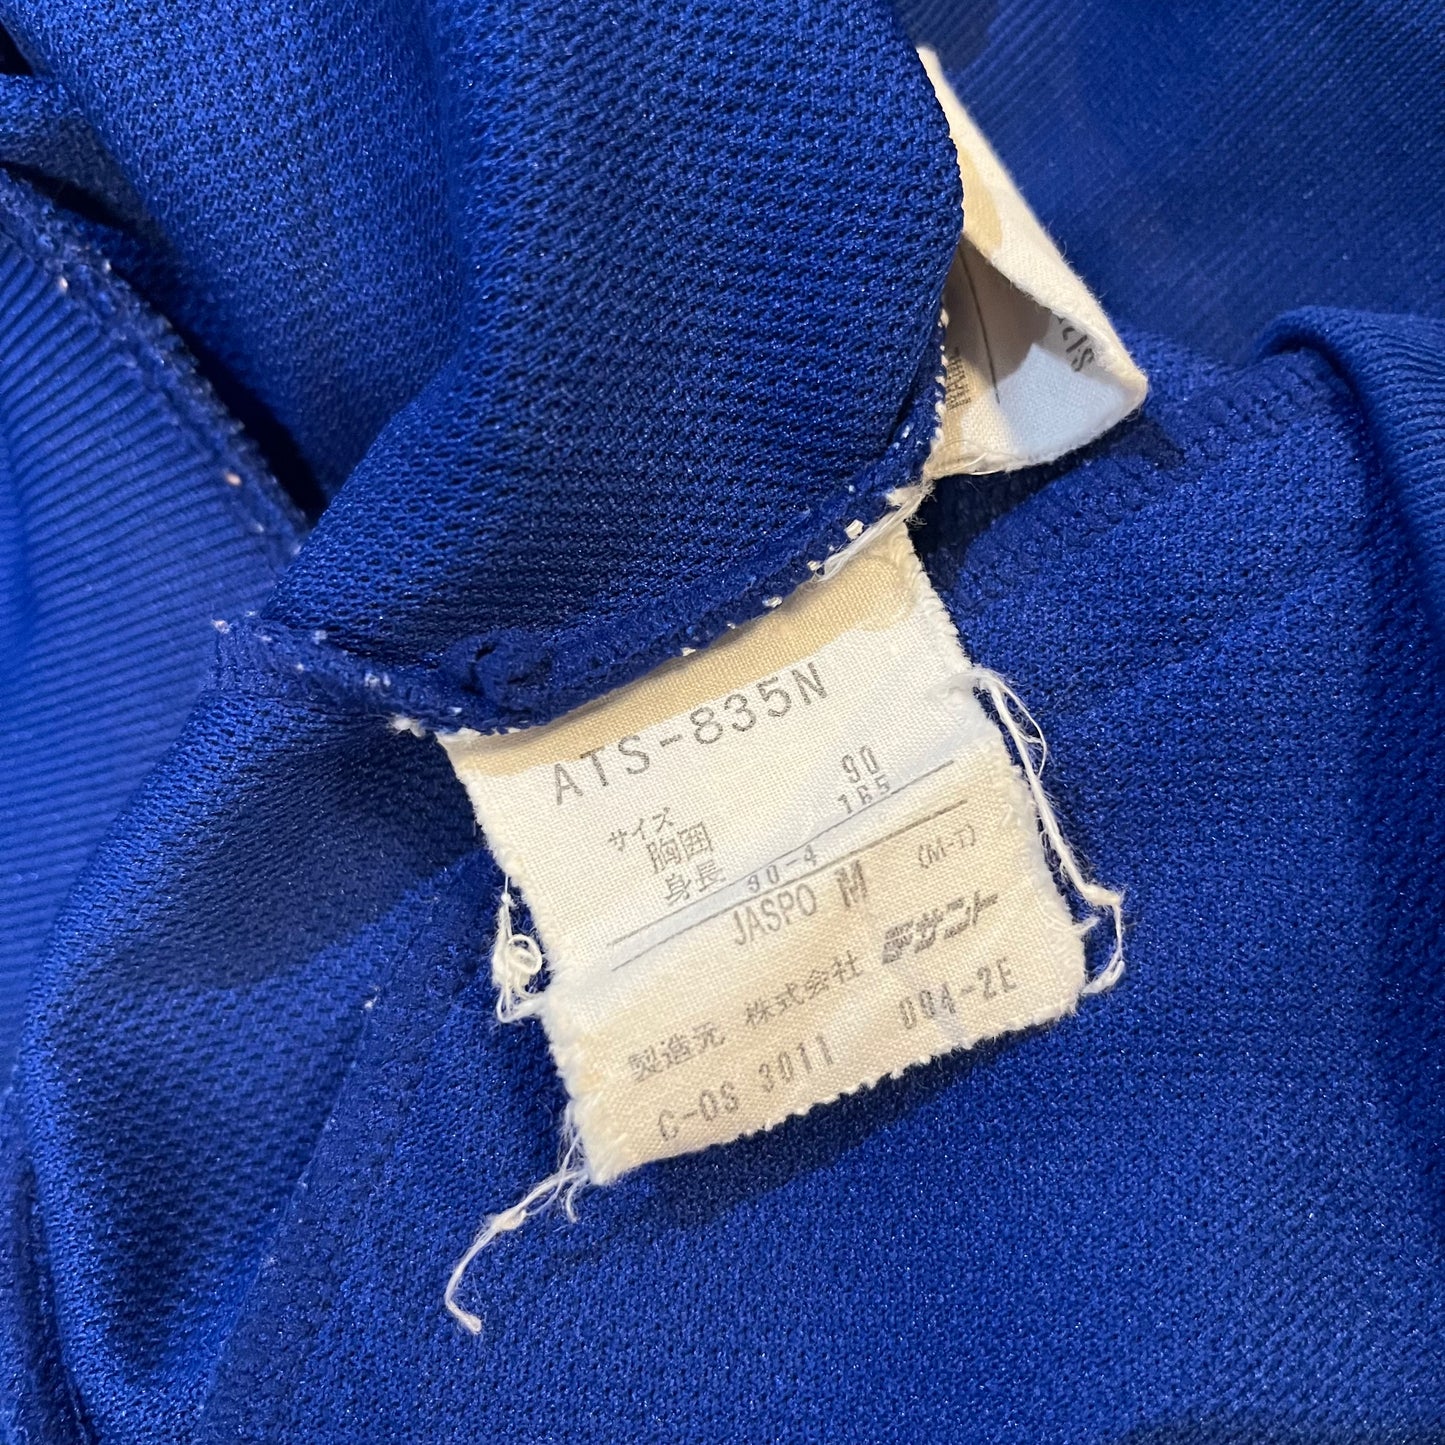 ATS-835N
サイズ
胸囲 90
身長 165
90-4 (M-T)
JASPO M
製造元 株式会社 デサント
C-OS 3011 094-2E